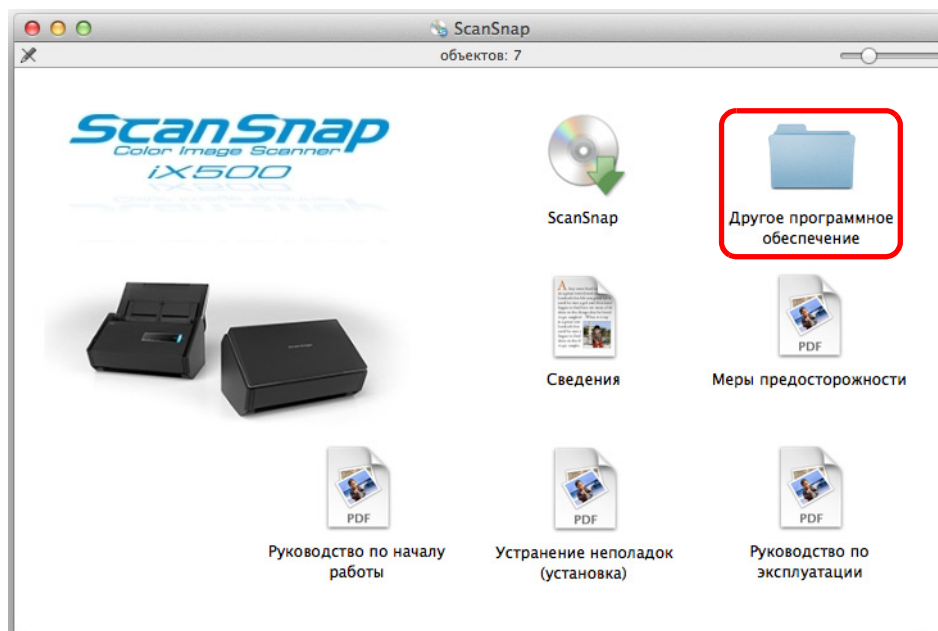 ScanSnap
объектов: 7
ScanSnap
Color Image Scanner
iX500
ScanSnap
Другое программное
обеспечение
Сведения
PDF
Меры предосторожности
PDF
Руководство по началу
работы
PDF
Устранение неполадок
(установка)
PDF
Руководство по
эксплуатации